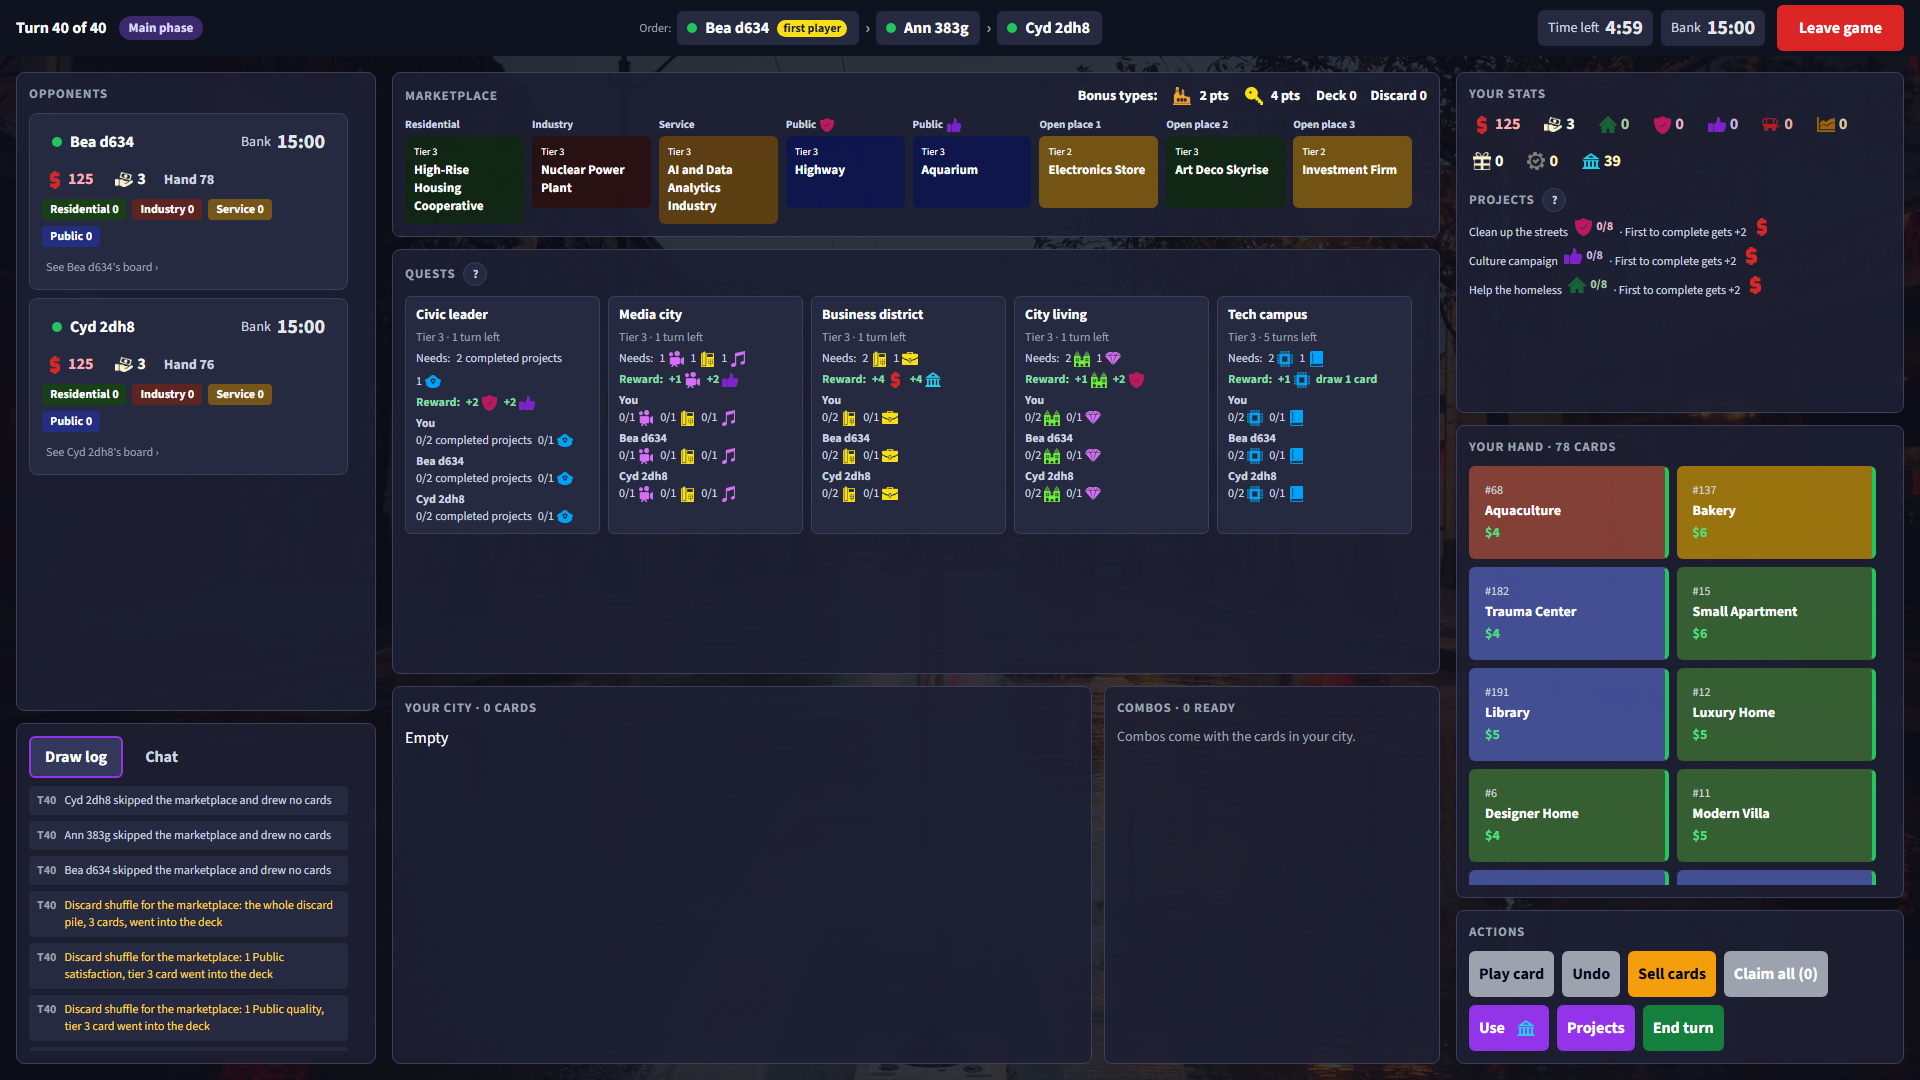 Turn 40 of 40
Main phase
Order:
Bea d634
first player
›
Ann 383g
›
Cyd 2dh8
Time left 4:59
Bank 15:00
Leave game
OPPONENTS
Bea d634
Bank 15:00
125
3
Hand 78
Residential 0
Industry 0
Service 0
Public 0
See Bea d634's board ›
Cyd 2dh8
Bank 15:00
125
3
Hand 76
Residential 0
Industry 0
Service 0
Public 0
See Cyd 2dh8's board ›
Draw log
Chat
T40 Cyd 2dh8 skipped the marketplace and drew no cards
T40 Ann 383g skipped the marketplace and drew no cards
T40 Bea d634 skipped the marketplace and drew no cards
T40 Discard shuffle for the marketplace: the whole discard
pile, 3 cards, went into the deck
T40 Discard shuffle for the marketplace: 1 Public
satisfaction, tier 3 card went into the deck
T40 Discard shuffle for the marketplace: 1 Public quality,
tier 3 card went into the deck
MARKETPLACE
Bonus types: 2 pts 4 pts Deck 0 Discard 0
Residential
Tier 3
High-Rise
Housing
Cooperative
Industry
Tier 3
Nuclear Power
Plant
Service
Tier 3
AI and Data
Analytics
Industry
Public
Tier 3
Highway
Public
Tier 3
Aquarium
Open place 1
Tier 2
Electronics Store
Open place 2
Tier 3
Art Deco Skyrise
Open place 3
Tier 2
Investment Firm
QUESTS ?
Civic leader
Tier 3 · 1 turn left
Needs: 2 completed projects
1
Reward: +2 +2
You
0/2 completed projects 0/1
Bea d634
0/2 completed projects 0/1
Cyd 2dh8
0/2 completed projects 0/1
Media city
Tier 3 · 1 turn left
Needs: 1 1 1
Reward: +1 +2
You
0/1 0/1 0/1
Bea d634
0/1 0/1 0/1
Cyd 2dh8
0/1 0/1 0/1
Business district
Tier 3 · 1 turn left
Needs: 2 1
Reward: +4 $ +4
You
0/2 0/1
Bea d634
0/2 0/1
Cyd 2dh8
0/2 0/1
City living
Tier 3 · 1 turn left
Needs: 2 1
Reward: +1 +2
You
0/2 0/1
Bea d634
0/2 0/1
Cyd 2dh8
0/2 0/1
Tech campus
Tier 3 · 5 turns left
Needs: 2 1
Reward: +1 draw 1 card
You
0/2 0/1
Bea d634
0/2 0/1
Cyd 2dh8
0/2 0/1
YOUR CITY · 0 CARDS
Empty
COMBOS · 0 READY
Combos come with the cards in your city.
YOUR STATS
$ 125 3 0 0 0 0 0
0 0 39
PROJECTS ?
Clean up the streets 0/8 · First to complete gets +2 $
Culture campaign 0/8 · First to complete gets +2 $
Help the homeless 0/8 · First to complete gets +2 $
YOUR HAND · 78 CARDS
#68
Aquaculture
$4
#137
Bakery
$6
#182
Trauma Center
$4
#15
Small Apartment
$6
#191
Library
$5
#12
Luxury Home
$5
#6
Designer Home
$4
#11
Modern Villa
$5
ACTIONS
Play card
Undo
Sell cards
Claim all (0)
Use
Projects
End turn